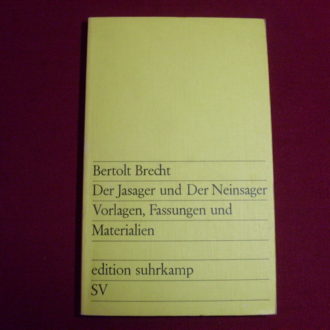 Bertolt Brecht
Der Jasager und Der Neinsager
Vorlagen, Fassungen und
Materialien
edition suhrkamp
SV